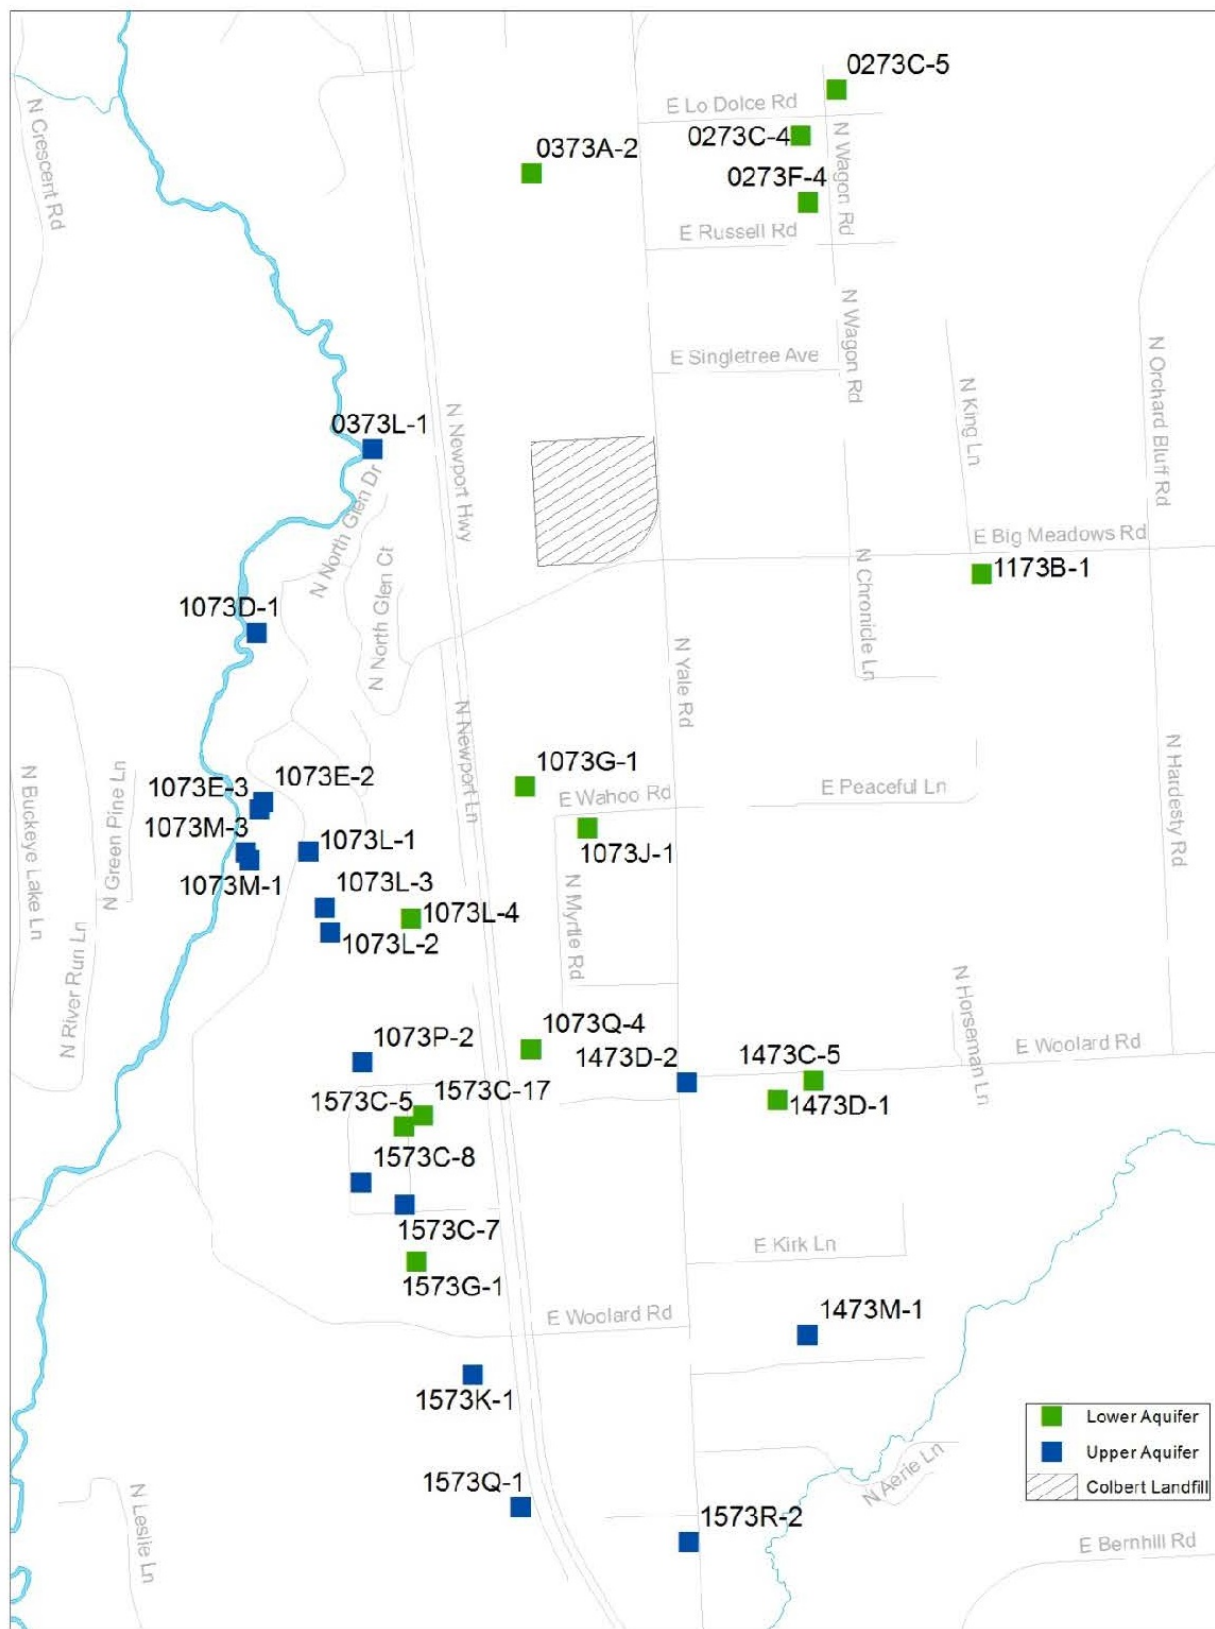 0273C-5
E Lo Dolce Rd
N Crescent Rd
0273C-4
N Wagon Rd
0373A-2
0273F-4
E Russell Rd
N Wagon Rd
E Singletree Ave
N Orchard Bluff Rd
N King Ln
0373L-1
N Newport Hwy
N North Glen Dr
E Big Meadows Rd
1173B-1
N North Glen Ct
N Chronicle Ln
1073D-1
N Yale Rd
N Newport Ln
1073G-1
1073E-2
1073E-3
E Wahoo Rd
E Peaceful Ln
N Hardesty Rd
N Buckeye Lake Ln
N Green Pine Ln
1073M-3
1073L-1
1073J-1
1073M-1
1073L-3
1073L-4
N Myrtle Rd
1073L-2
N River Run Ln
N Horseman Ln
1073Q-4
1073P-2
1473D-2
1473C-5
E Woolard Rd
1573C-17
1573C-5
1473D-1
1573C-8
1573C-7
E Kirk Ln
1573G-1
E Woolard Rd
1473M-1
1573K-1
Lower Aquifer
Upper Aquifer
Colbert Landfill
N Aerie Ln
1573Q-1
1573R-2
N Leslie Ln
E Bernhill Rd